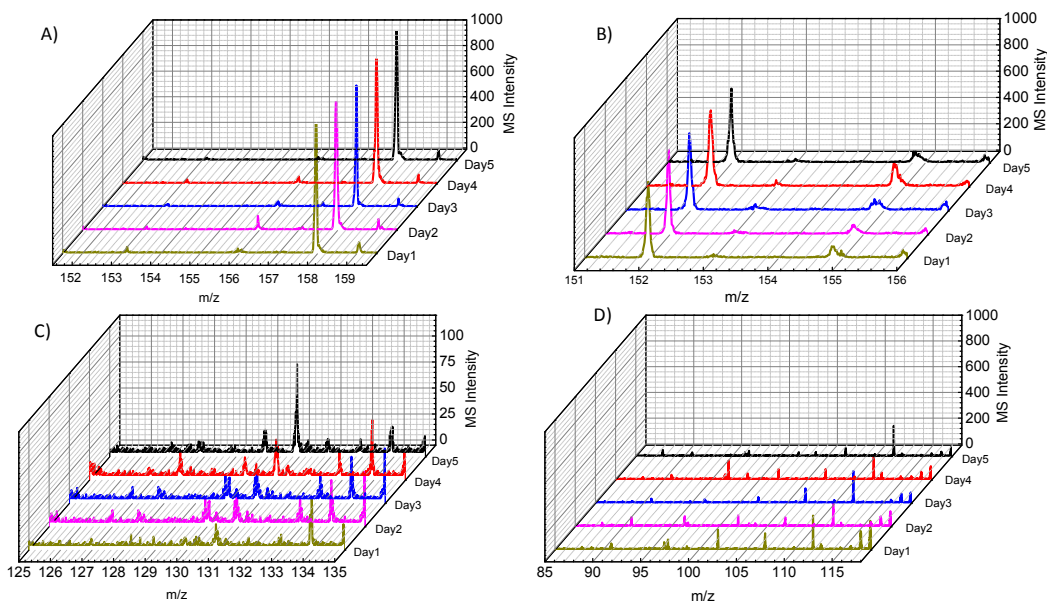 A)
1000
800
600
400
200
0
MS Intensity
Day5
Day4
Day3
Day2
Day1
152 153 154 155 156 157 158 159
m/z
B)
1000
800
600
400
200
0
MS Intensity
Day5
Day4
Day3
Day2
Day1
151 152 153 154 155 156
m/z
C)
100
75
50
25
0
MS Intensity
Day5
Day4
Day3
Day2
Day1
125 126 127 128 129 130 131 132 133 134 135
m/z
D)
1000
800
600
400
200
0
MS Intensity
Day5
Day4
Day3
Day2
Day1
85 90 95 100 105 110 115
m/z